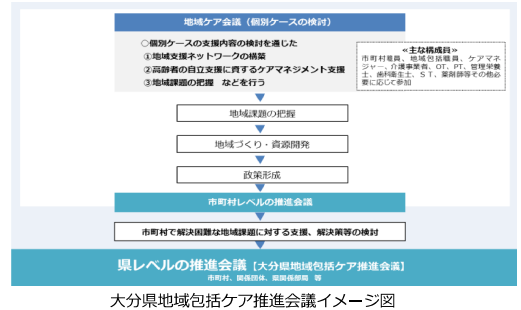 地域ケア会議（個別ケースの検討）
○個別ケースの支援内容の検討を通じた
①地域支援ネットワークの構築
②高齢者の自立支援に資するケアマネジメント支援
③地域課題の把握　などを行う
≪主な構成員≫
市町村職員、地域包括職員、ケアマネ
ジャー、介護事業者、OT、PT、管理栄養
士、歯科衛生士、ＳＴ、薬剤師等その他必
要に応じて参加
地域課題の把握
地域づくり・資源開発
政策形成
市町村レベルの推進会議
市町村で解決困難な地域課題に対する支援、解決策等の検討
県レベルの推進会議【大分県地域包括ケア推進会議】
市町村、関係団体、県関係部局　等
大分県地域包括ケア推進会議イメージ図